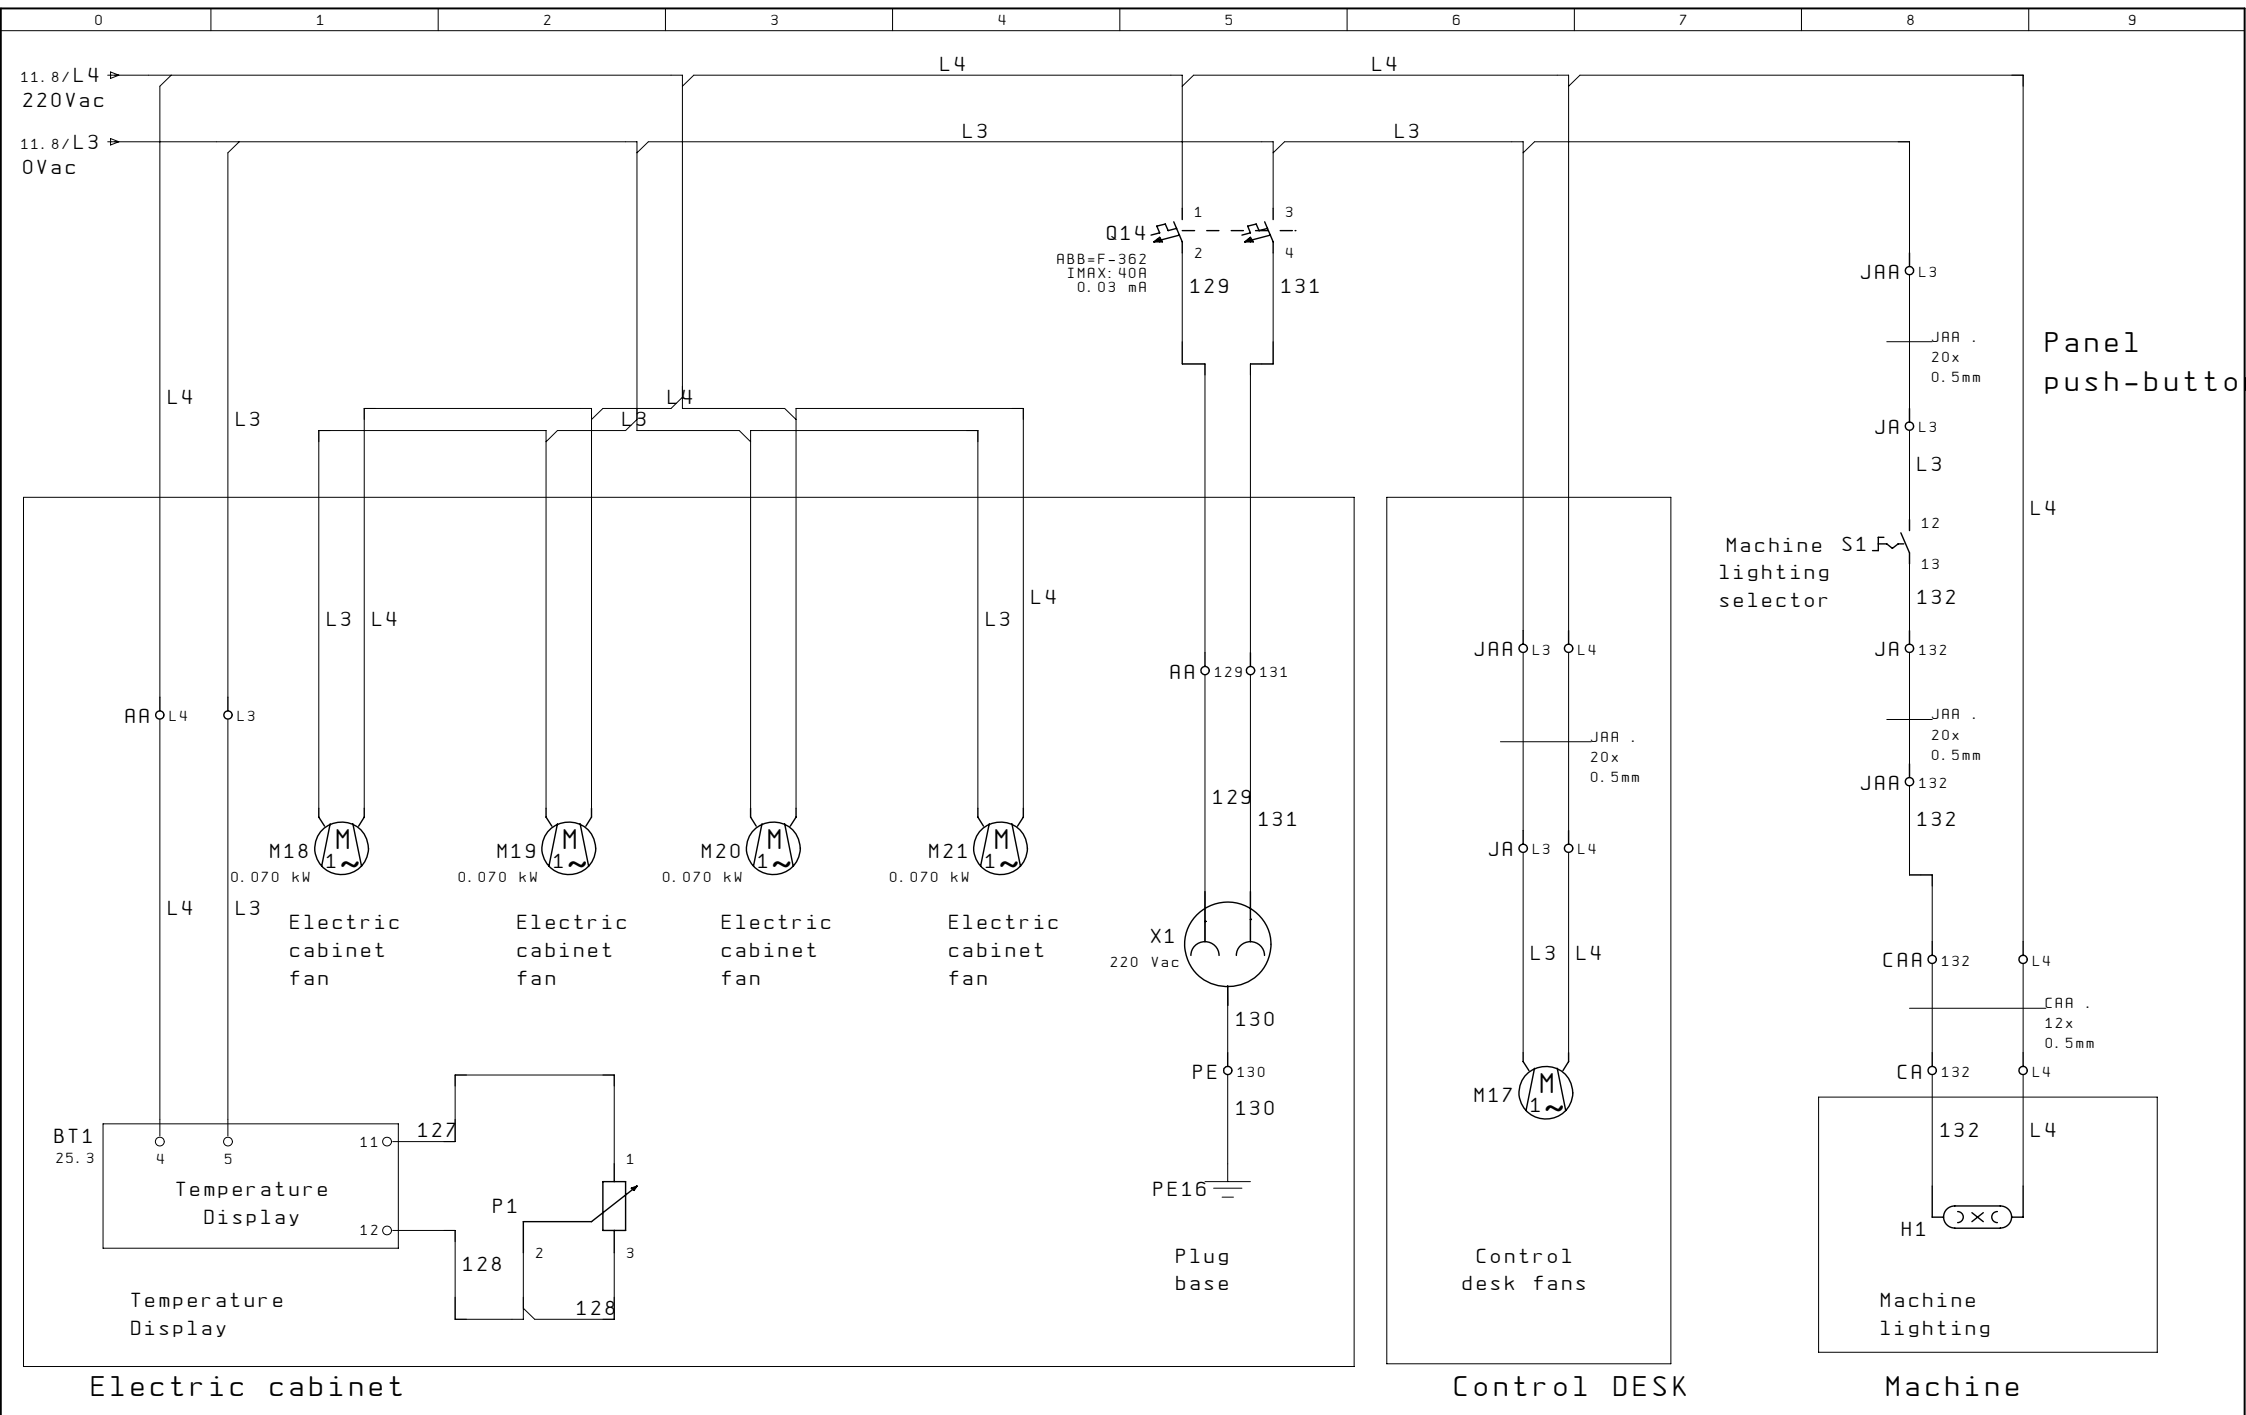 0 1 2 3 4 5 6 7 8 9
11.8/L4
220Vac
L4
L4
11.8/L3
0Vac
L3
L3
Q14
1
2
3
4
ABB=F-362
IMAX:40A
0.03 mA
129
131
JAA L3
JAA .
20x
0.5mm
Panel
push-butto
JA L3
L3
L4
L3
L4
L3
12
13
Machine
lighting
selector
S1
132
L4
L3
L4
L3
L4
JAA L3 L4
JA 132
AA 129 131
AA L4 L3
JAA .
20x
0.5mm
JAA .
20x
0.5mm
JAA 132
132
129
131
M18
0.070 kW
M
1~
M19
0.070 kW
M
1~
M20
0.070 kW
M
1~
M21
0.070 kW
M
1~
JA L3 L4
L4
L3
Electric
cabinet
fan
Electric
cabinet
fan
Electric
cabinet
fan
Electric
cabinet
fan
X1
220 Vac
L3
L4
CAA 132 L4
CAA .
12x
0.5mm
130
PE 130
130
PE16
M17
M
1~
CA 132 L4
132
L4
H1
BT1
25.3
4
5
11
12
Temperature
Display
127
128
P1
1
2
3
128
Temperature
Display
Plug
base
Control
desk fans
Machine
lighting
Electric cabinet
Control DESK
Machine